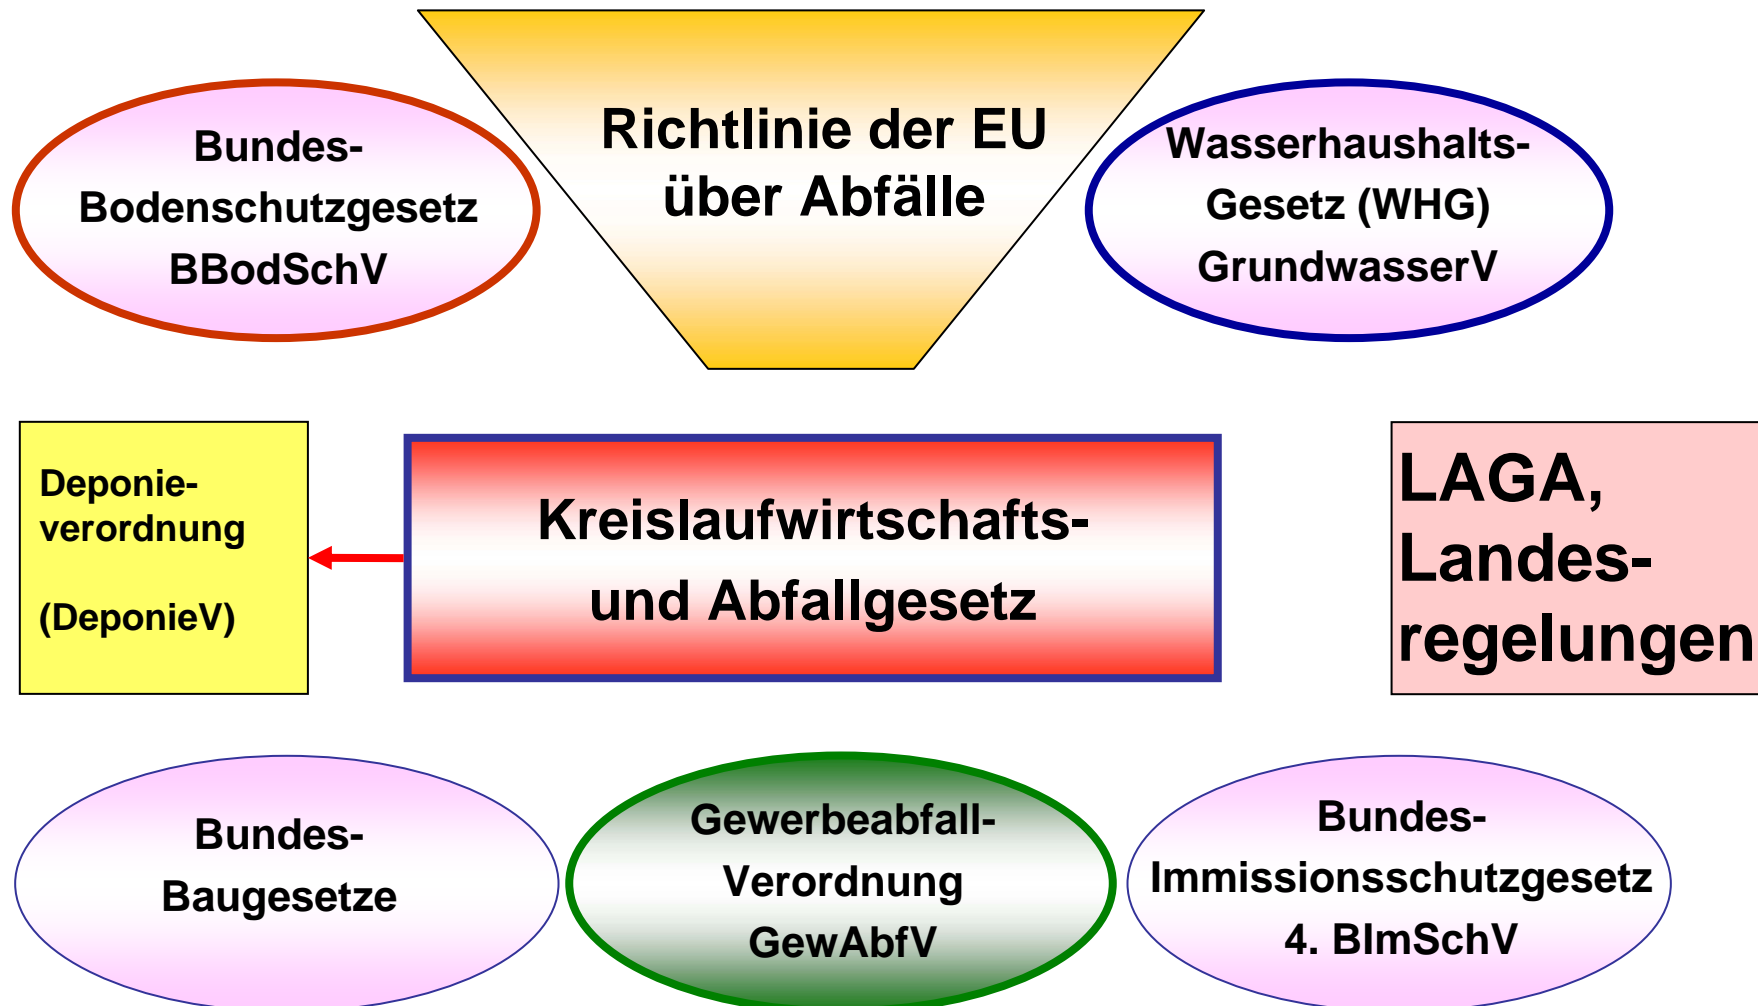 Richtlinie der EU
über Abfälle
Bundes-
Bodenschutzgesetz
BBodSchV
Wasserhaushalts-
Gesetz (WHG)
GrundwasserV
Deponie-
verordnung
(DeponieV)
Kreislaufwirtschafts-
und Abfallgesetz
LAGA,
Landes-
regelungen
Bundes-
Baugesetze
Gewerbeabfall-
Verordnung
GewAbfV
Bundes-
Immissionsschutzgesetz
4. BImSchV